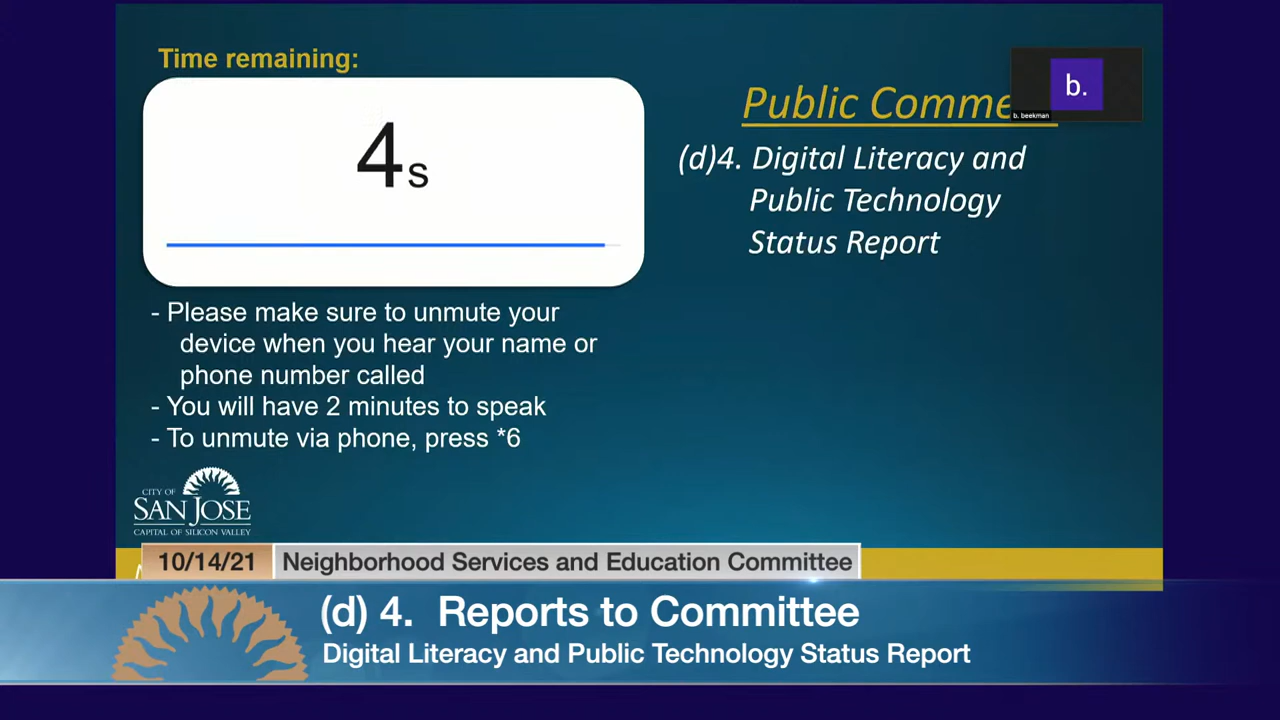 Time remaining:
4s
Public Comme
b.
b. beekman
(d)4. Digital Literacy and
Public Technology
Status Report
- Please make sure to unmute your
device when you hear your name or
phone number called
- You will have 2 minutes to speak
- To unmute via phone, press *6
CITY OF
SAN JOSE
CAPITAL OF SILICON VALLEY
10/14/21
Neighborhood Services and Education Committee
(d) 4. Reports to Committee
Digital Literacy and Public Technology Status Report